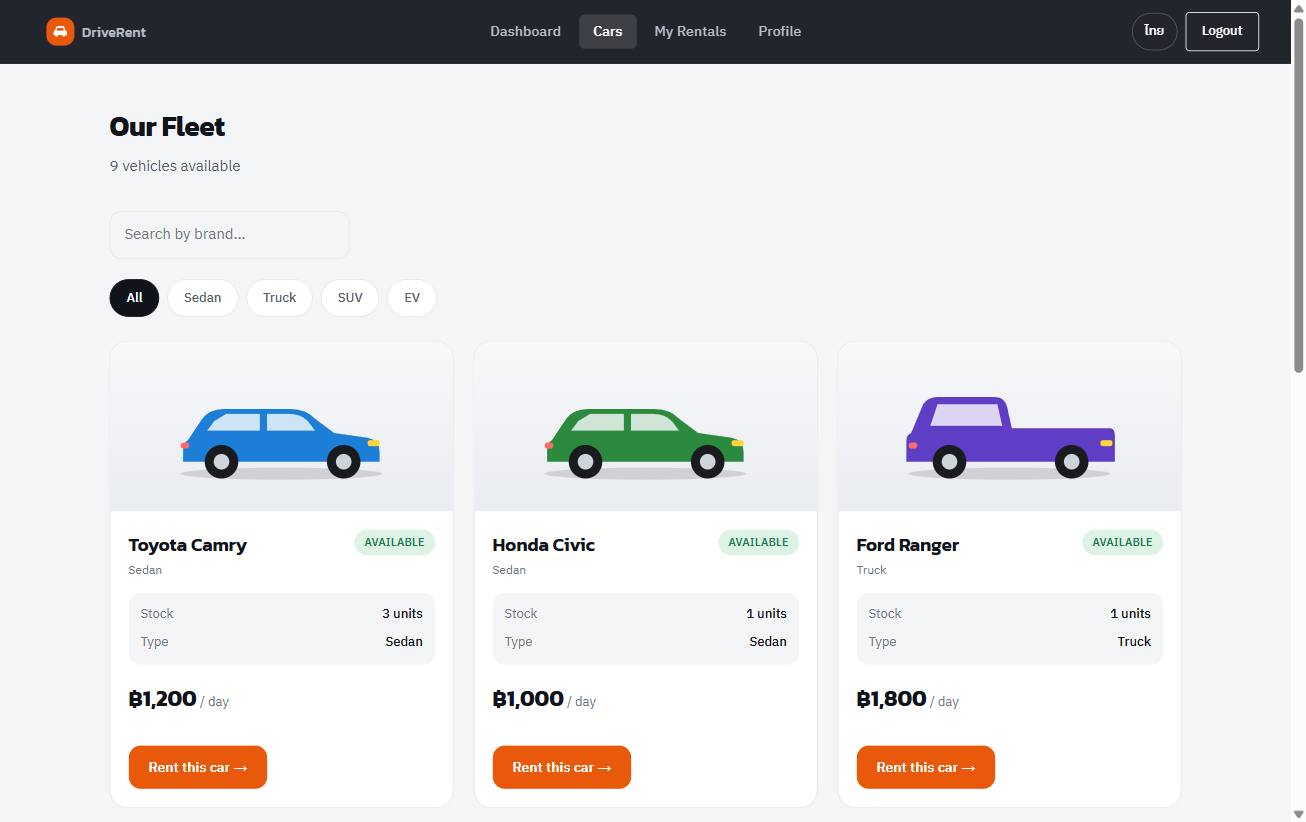 DriveRent
Dashboard Cars My Rentals Profile
ไทย Logout
Our Fleet
9 vehicles available
Search by brand...
All Sedan Truck SUV EV
Toyota Camry AVAILABLE
Sedan
Stock 3 units
Type Sedan
฿1,200 / day
Rent this car →
Honda Civic AVAILABLE
Sedan
Stock 1 units
Type Sedan
฿1,000 / day
Rent this car →
Ford Ranger AVAILABLE
Truck
Stock 1 units
Type Truck
฿1,800 / day
Rent this car →